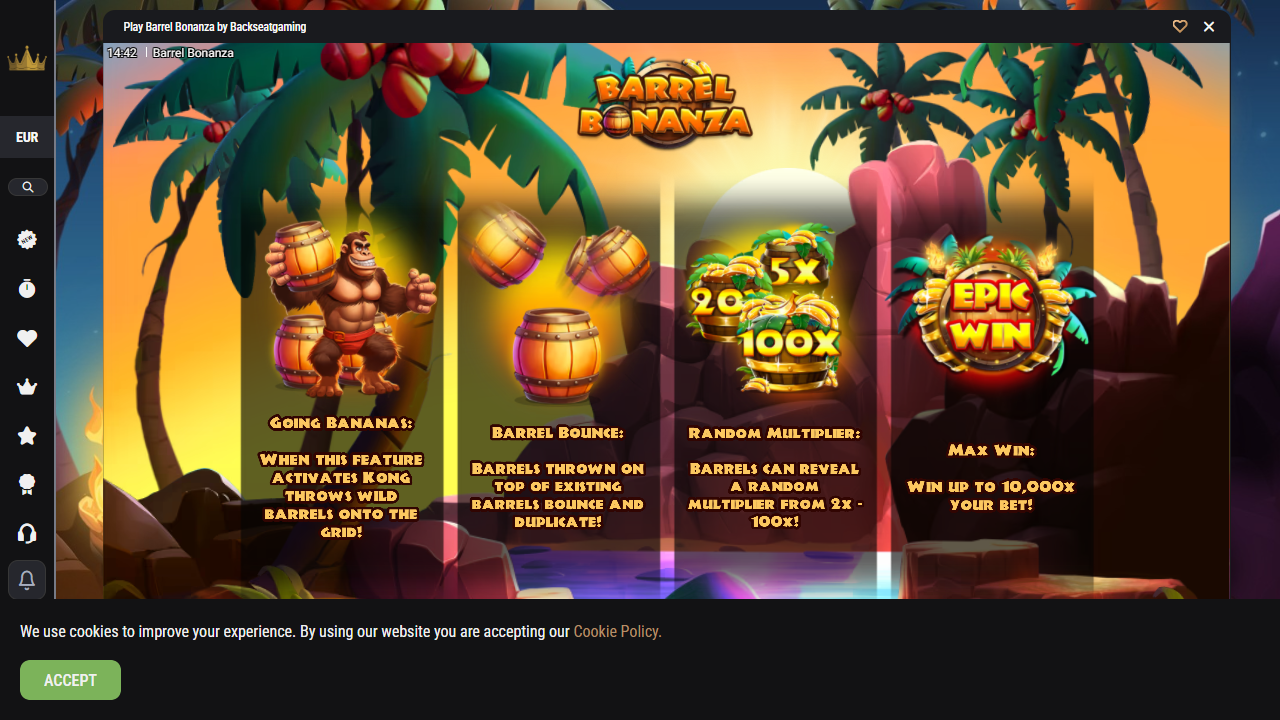 Play Barrel Bonanza by Backseatgaming
14:42 | Barrel Bonanza
BARREL
BONANZA
EUR
NEW
5X
20
100X
EPIC
WIN
Going Bananas:
When this feature
activates Kong
throws wild
barrels onto the
grid!
Barrel Bounce:
Barrels thrown on
top of existing
barrels bounce and
duplicate!
Random Multiplier:
Barrels can reveal
a random
multiplier from 2x -
100x!
Max Win:
Win up to 10,000x
your bet!
We use cookies to improve your experience. By using our website you are accepting our Cookie Policy.
ACCEPT